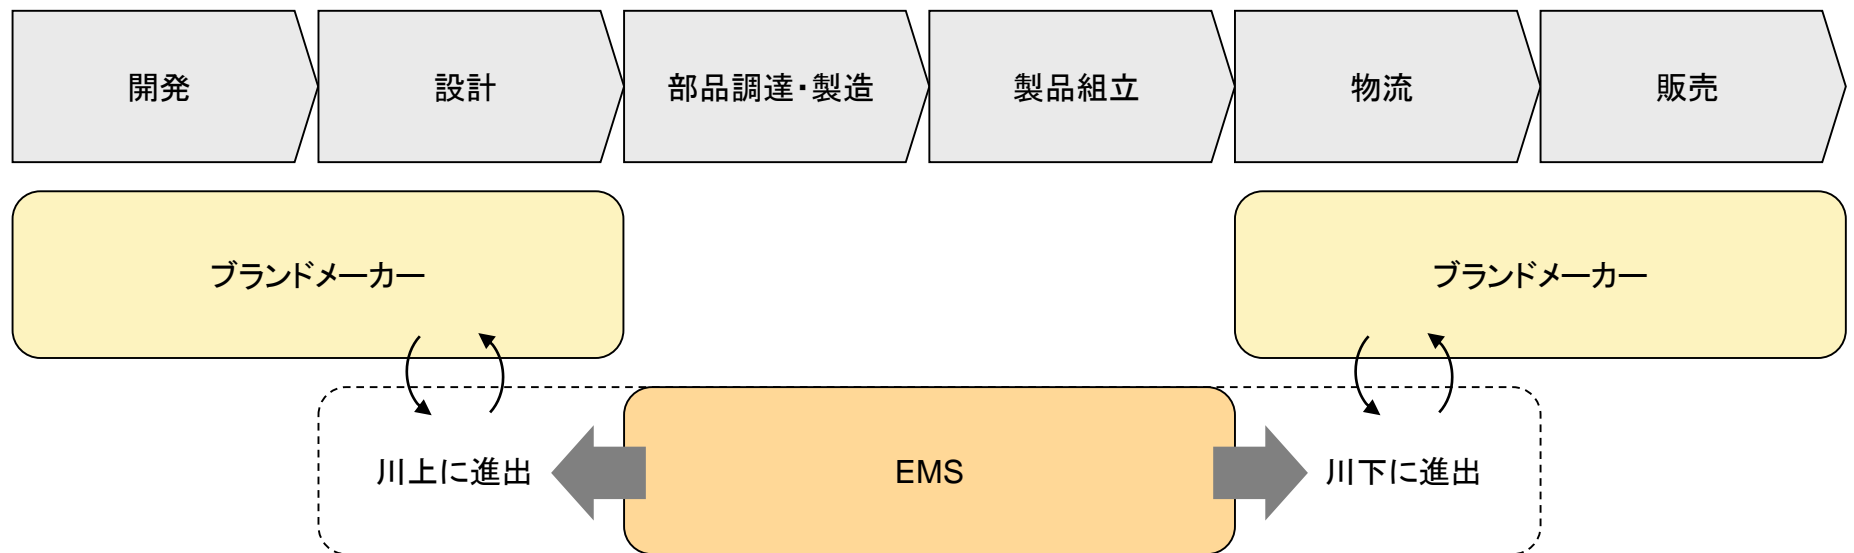 開発
設計
部品調達・製造
製品組立
物流
販売
ブランドメーカー
ブランドメーカー
川上に進出
EMS
川下に進出